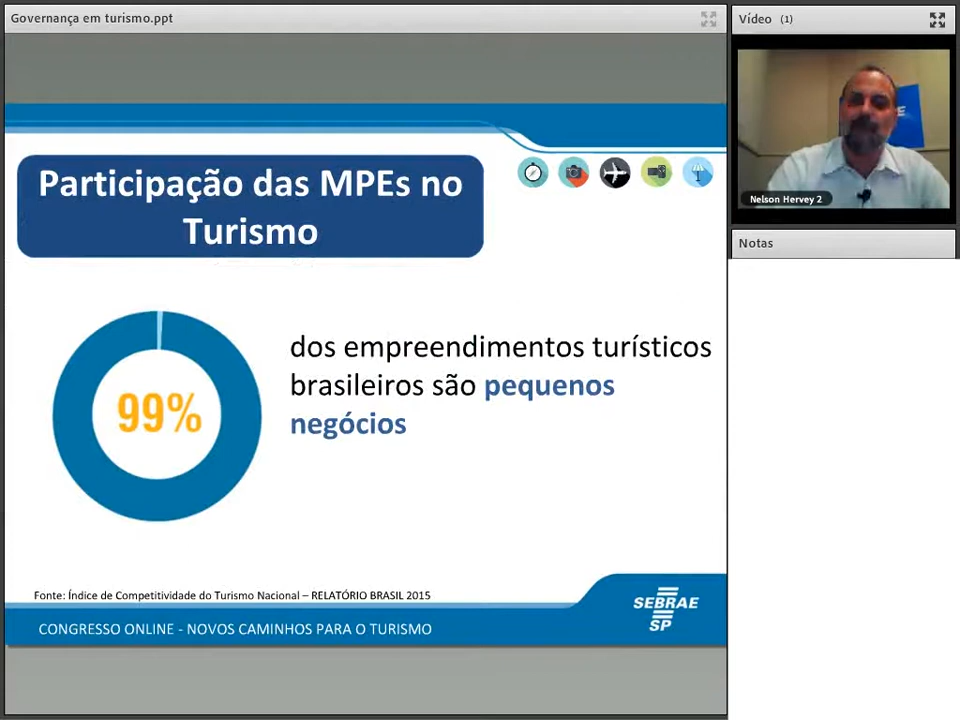 Governança em turismo.ppt
Vídeo (1)
Nelson Hervey 2
Notas
Participação das MPEs no
Turismo
99%
dos empreendimentos turísticos
brasileiros são pequenos
negócios
Fonte: Índice de Competitividade do Turismo Nacional – RELATÓRIO BRASIL 2015
SEBRAE
SP
CONGRESSO ONLINE - NOVOS CAMINHOS PARA O TURISMO